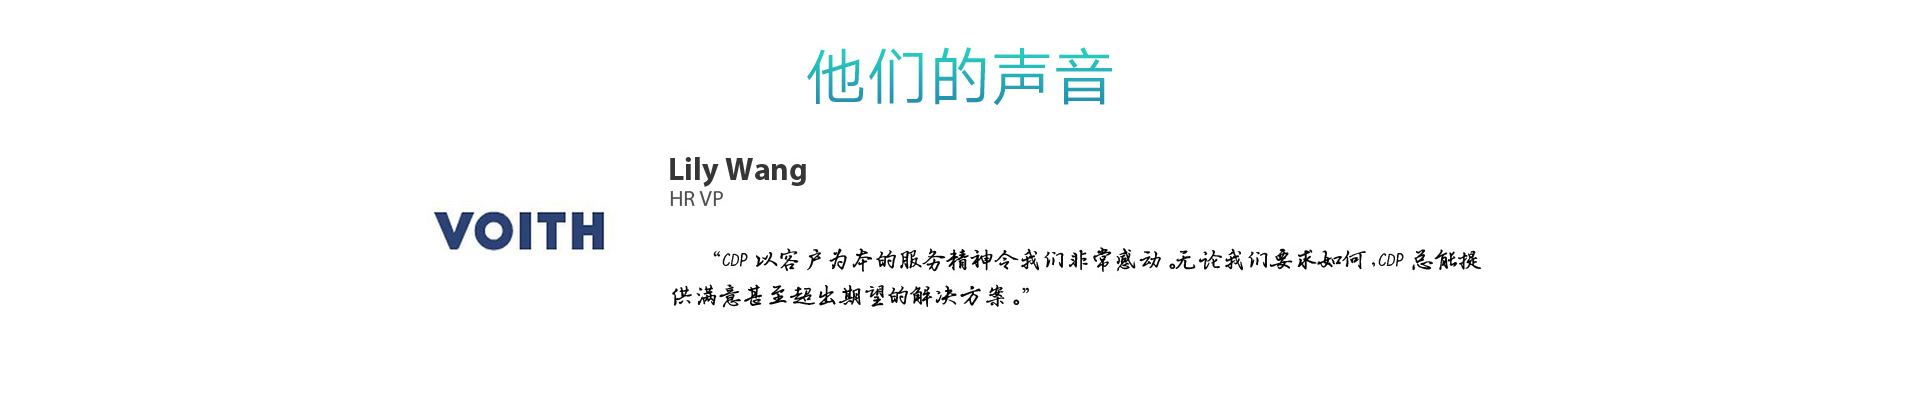 他们的声音
Lily Wang
HR VP
VOITH
“CDP 以客户为本的服务精神令我们非常感动。无论我们要求如何，CDP 总能提
供满意甚至超出期望的解决方案。”